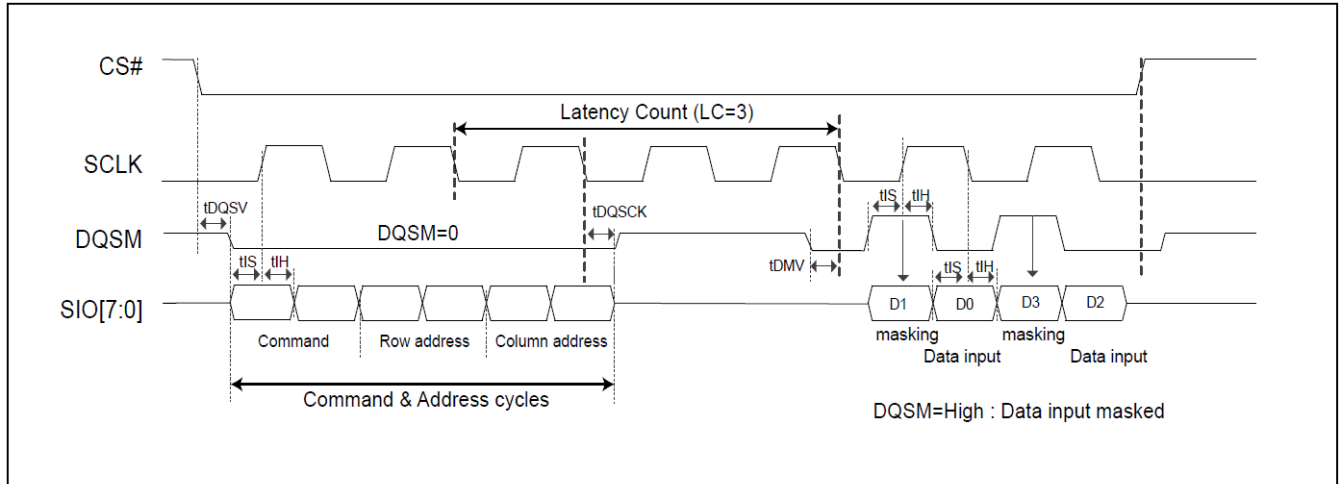 CS#
Latency Count (LC=3)
SCLK
tIS tIH
tDQSV
tDQSCK
DQSM
DQSM=0
tIS tIH
tDMV
tIS tIH
SIO[7:0]
D1 D0 D3 D2
Command Row address Column address
masking masking
Data input Data input
Command & Address cycles
DQSM=High : Data input masked